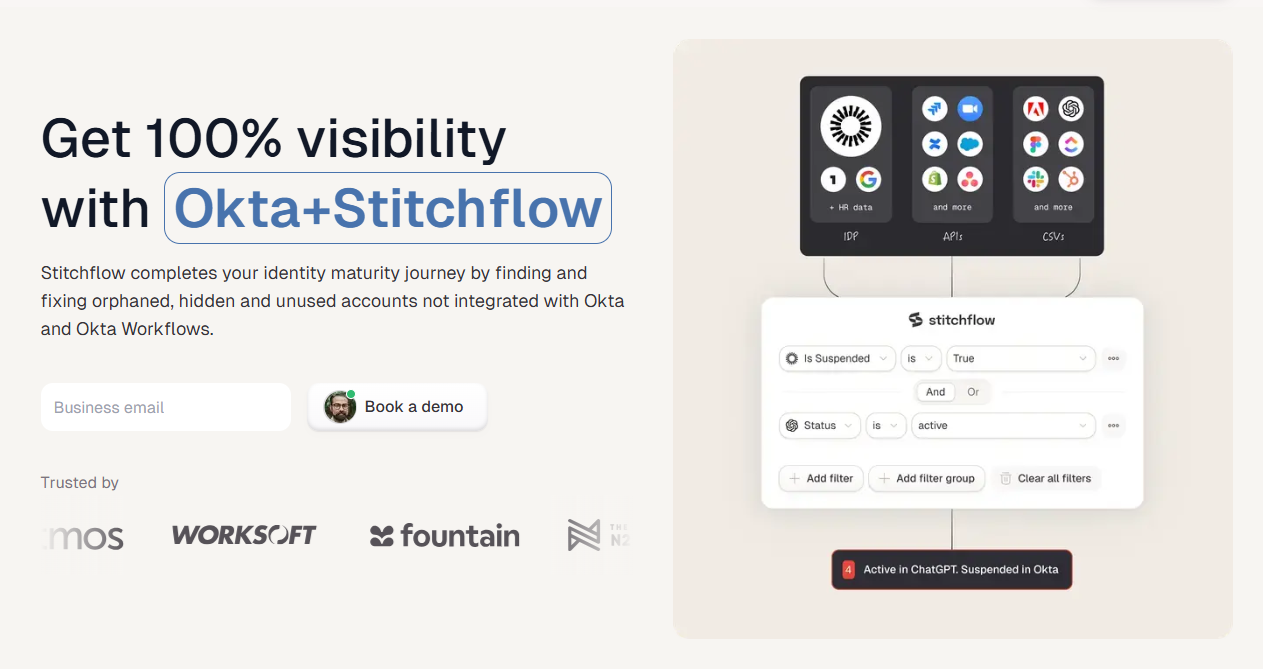 Get 100% visibility
with Okta+Stitchflow
Stitchflow completes your identity maturity journey by finding and
fixing orphaned, hidden and unused accounts not integrated with Okta
and Okta Workflows.
Business email
Book a demo
Trusted by
mos
WORKSOFT
fountain
TH
N2
1
G
+ HR data
and more
and more
IDP
APIs
CSVs
stitchflow
Is Suspended
is
True
And
Or
Status
is
active
Add filter
Add filter group
Clear all filters
4 Active in ChatGPT. Suspended in Okta